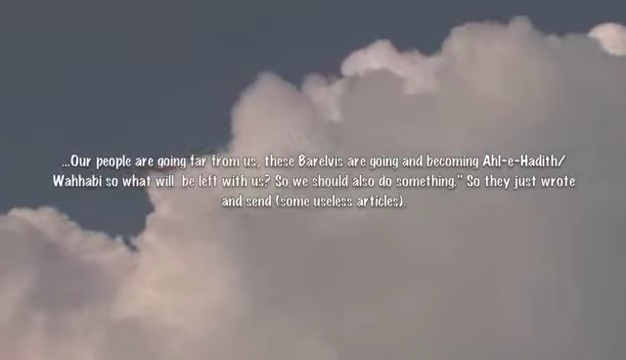 ...Our people are going far from us, these Barelvis are going and becoming Ahl-e-Hadith/
Wahhabi so what will be left with us? So we should also do something." So they just wrote
and send (some useless articles).